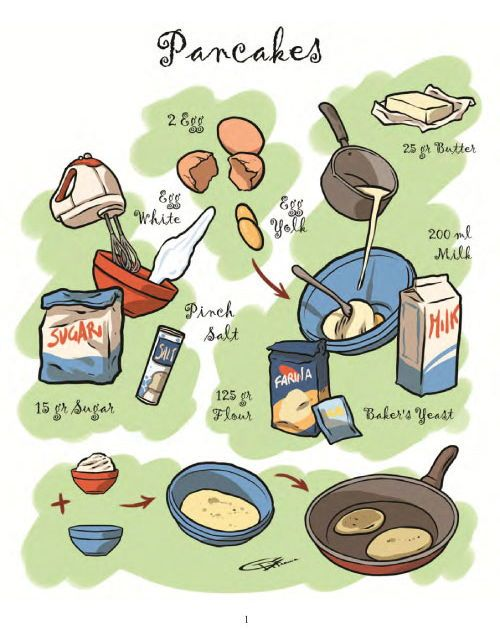 Pancakes
2 Egg
25 gr Butter
Egg
White
Egg
Yolk
200 ml
Milk
Pinch
Salt
SUGAR
SALT
MILK
FARINA
15 gr Sugar
125 gr
Flour
Baker's Yeast
1